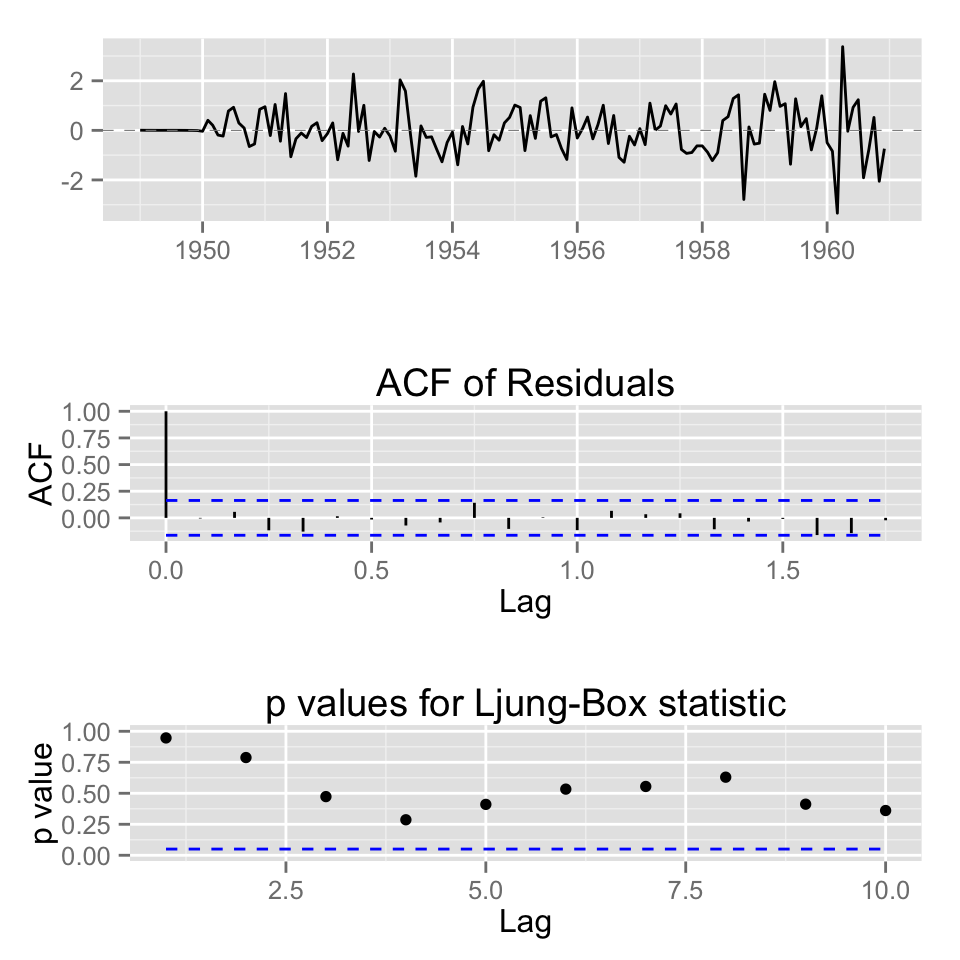 2
0
-2
1950 1952 1954 1956 1958 1960
ACF of Residuals
ACF
1.00
0.75
0.50
0.25
0.00
0.0 0.5 1.0 1.5
Lag
p values for Ljung-Box statistic
p value
1.00
0.75
0.50
0.25
0.00
2.5 5.0 7.5 10.0
Lag